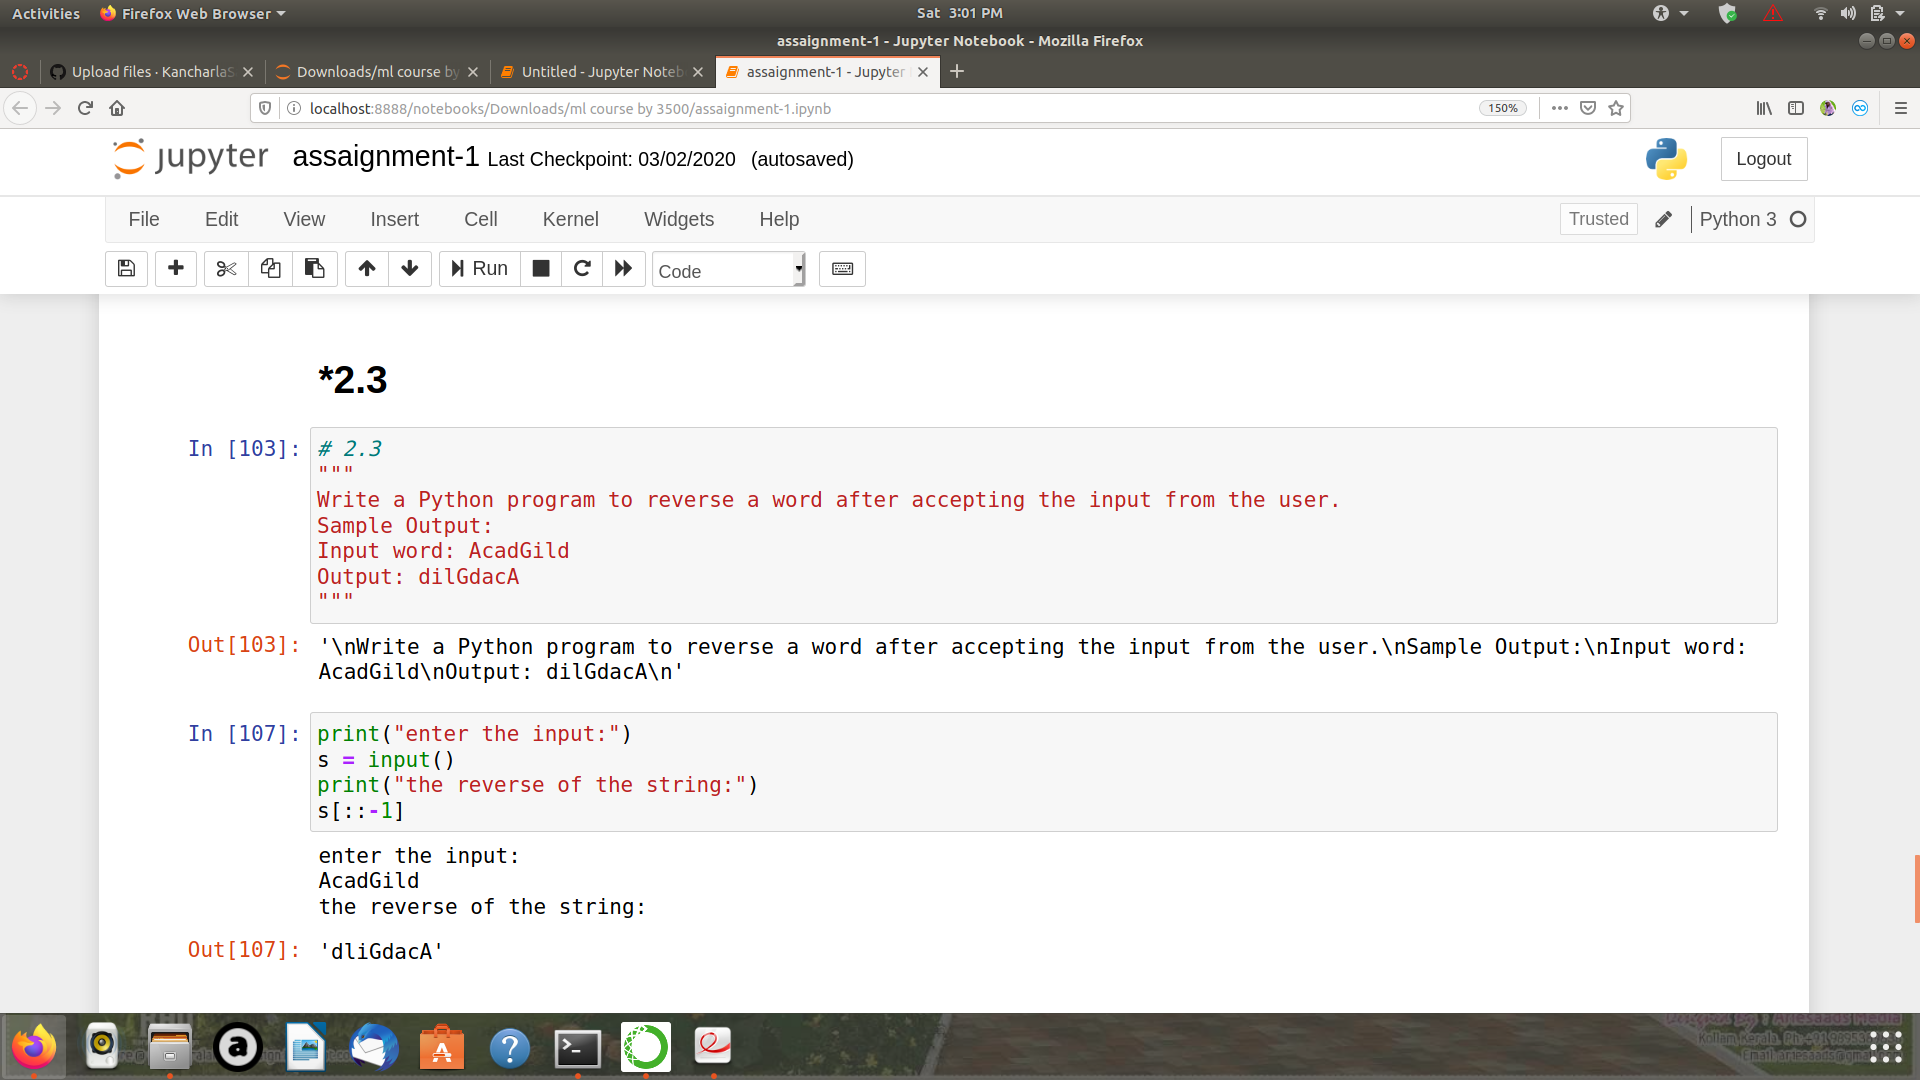 Activities Firefox Web Browser Sat 3:01 PM
assaignment-1 - Jupyter Notebook - Mozilla Firefox
Upload files · KancharlaS Downloads/ml course by Untitled - Jupyter Noteb assaignment-1 - Jupyter
localhost:8888/notebooks/Downloads/ml course by 3500/assaignment-1.ipynb 150%
jupyter assaignment-1 Last Checkpoint: 03/02/2020 (autosaved) Logout
File Edit View Insert Cell Kernel Widgets Help Trusted Python 3
Run Code
*2.3
In [103]: # 2.3
"""
Write a Python program to reverse a word after accepting the input from the user.
Sample Output:
Input word: AcadGild
Output: dilGdacA
"""
Out[103]: '\nWrite a Python program to reverse a word after accepting the input from the user.\nSample Output:\nInput word:
AcadGild\nOutput: dilGdacA\n'
In [107]: print("enter the input:")
s = input()
print("the reverse of the string:")
s[::-1]
enter the input:
AcadGild
the reverse of the string:
Out[107]: 'dliGdacA'